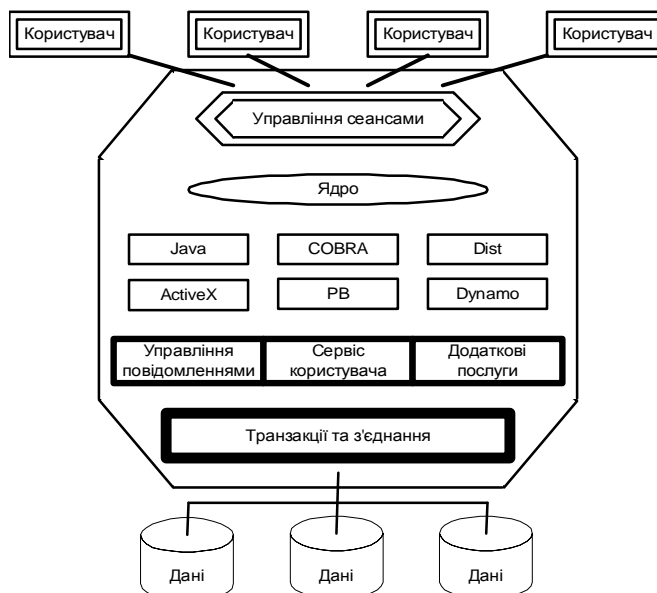 Користувач
Користувач
Користувач
Користувач
Управління сеансами
Ядро
Java
COBRA
Dist
ActiveX
PB
Dynamo
Управління
повідомленнями
Сервіс
користувача
Додаткові
послуги
Транзакції та з'єднання
Дані
Дані
Дані